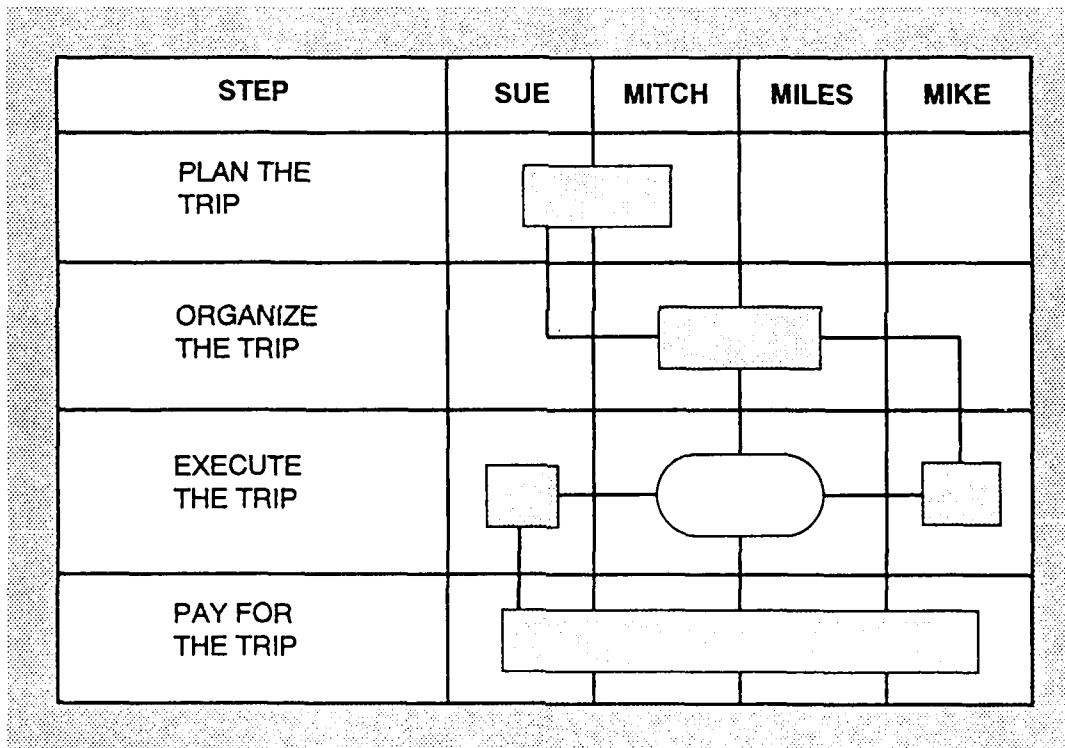 STEP SUE MITCH MILES MIKE
PLAN THE
TRIP
ORGANIZE
THE TRIP
EXECUTE
THE TRIP
PAY FOR
THE TRIP